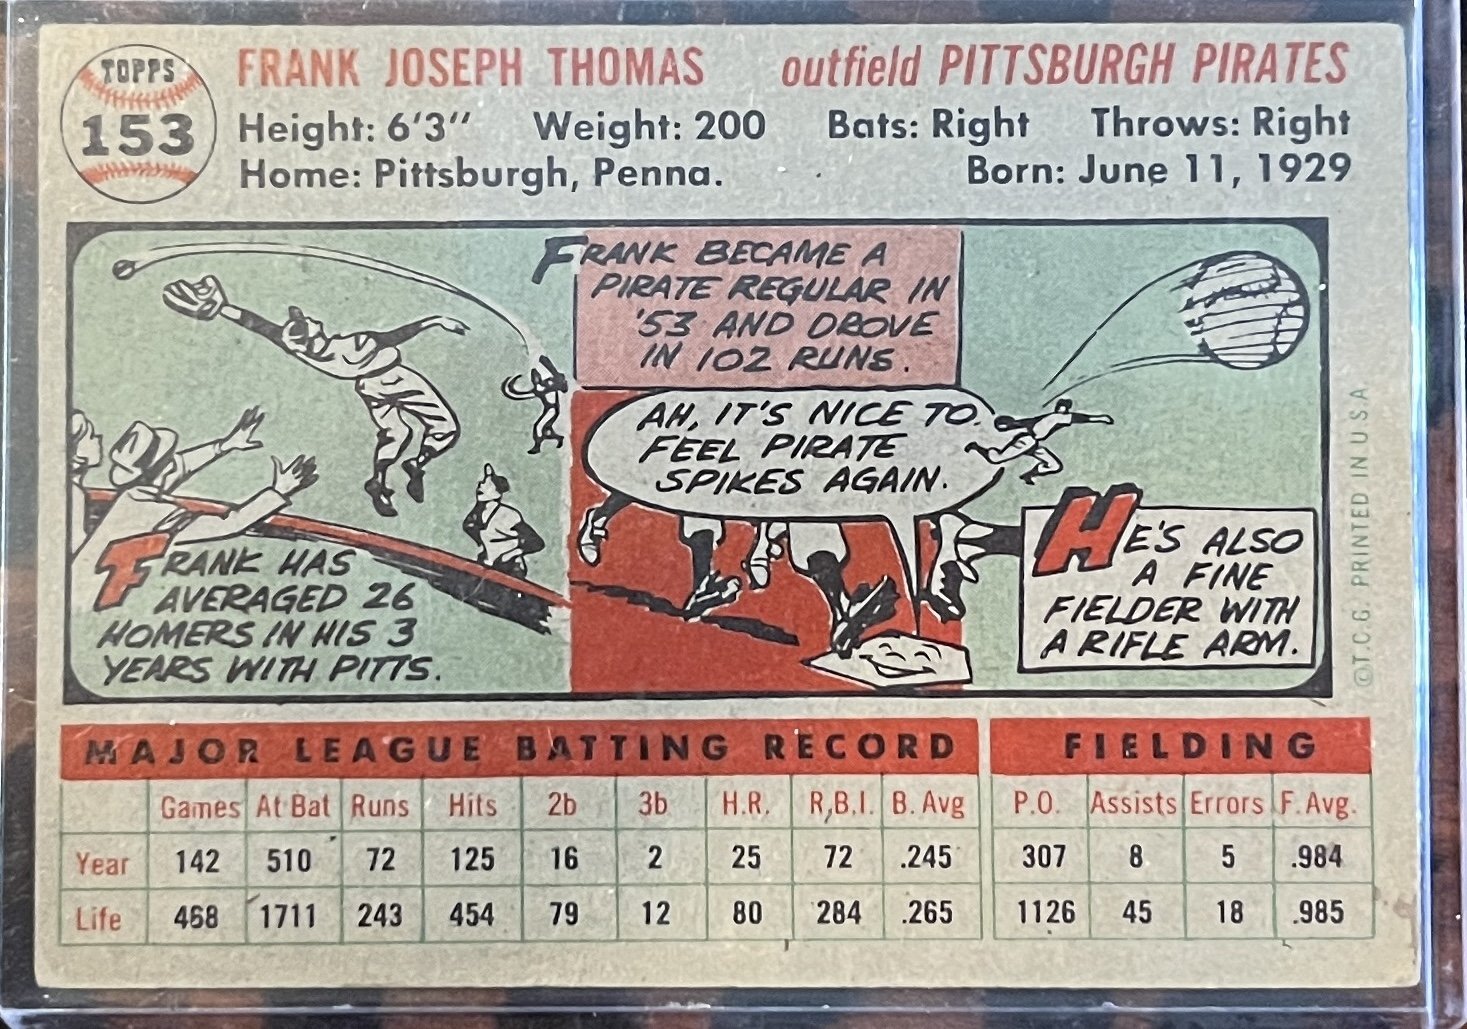 TOPPS
153
FRANK JOSEPH THOMAS outfield PITTSBURGH PIRATES
Height: 6'3" Weight: 200 Bats: Right Throws: Right
Home: Pittsburgh, Penna. Born: June 11, 1929
FRANK BECAME A
PIRATE REGULAR IN
'53 AND DROVE
IN 102 RUNS.
AH, IT'S NICE TO
FEEL PIRATE
SPIKES AGAIN.
FRANK HAS
AVERAGED 26
HOMERS IN HIS 3
YEARS WITH PITTS.
HE'S ALSO
A FINE
FIELDER WITH
A RIFLE ARM.
©T.C.G. PRINTED IN U.S.A
MAJOR LEAGUE BATTING RECORD FIELDING
Games At Bat Runs Hits 2b 3b H.R. R.B.I. B. Avg P.O. Assists Errors F. Avg.
Year 142 510 72 125 16 2 25 72 .245 307 8 5 .984
Life 468 1711 243 454 79 12 80 284 .265 1126 45 18 .985